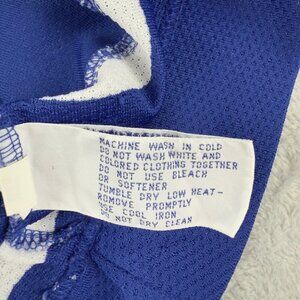 MACHINE WASH IN COLD
DO NOT WASH WHITE AND
COLORED CLOTHING TOGETHER
DO NOT USE BLEACH
OR SOFTENER
TUMBLE DRY LOW HEAT-
REMOVE PROMPTLY
USE COOL IRON
DO NOT DRY CLEAN